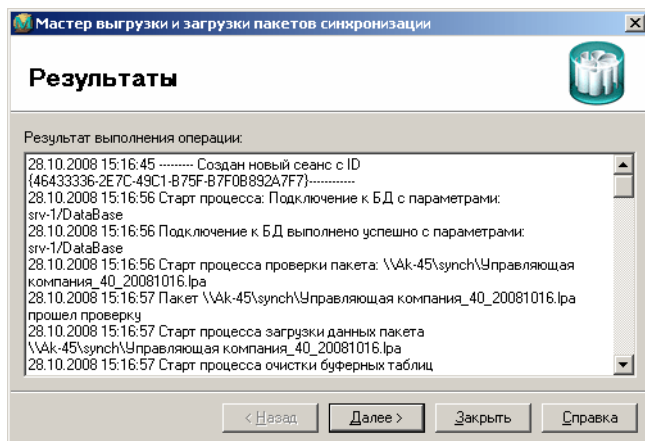 Мастер выгрузки и загрузки пакетов синхронизации
Результаты
Результат выполнения операции:
28.10.2008 15:16:45 --------- Создан новый сеанс с ID
{46433336-2E7C-49C1-B75F-B7F0B892A7F7}------------
28.10.2008 15:16:56 Старт процесса: Подключение к БД с параметрами:
srv-1/DataBase
28.10.2008 15:16:56 Подключение к БД выполнено успешно с параметрами:
srv-1/DataBase
28.10.2008 15:16:56 Старт процесса проверки пакета: \\Ak-45\synch\Управляющая
компания_40_20081016.lpa
28.10.2008 15:16:57 Пакет \\Ak-45\synch\Управляющая компания_40_20081016.lpa
прошел проверку
28.10.2008 15:16:57 Старт процесса загрузки данных пакета
\\Ak-45\synch\Управляющая компания_40_20081016.lpa
28.10.2008 15:16:57 Старт процесса очистки буферных таблиц
< Назад Далее > Закрыть Справка